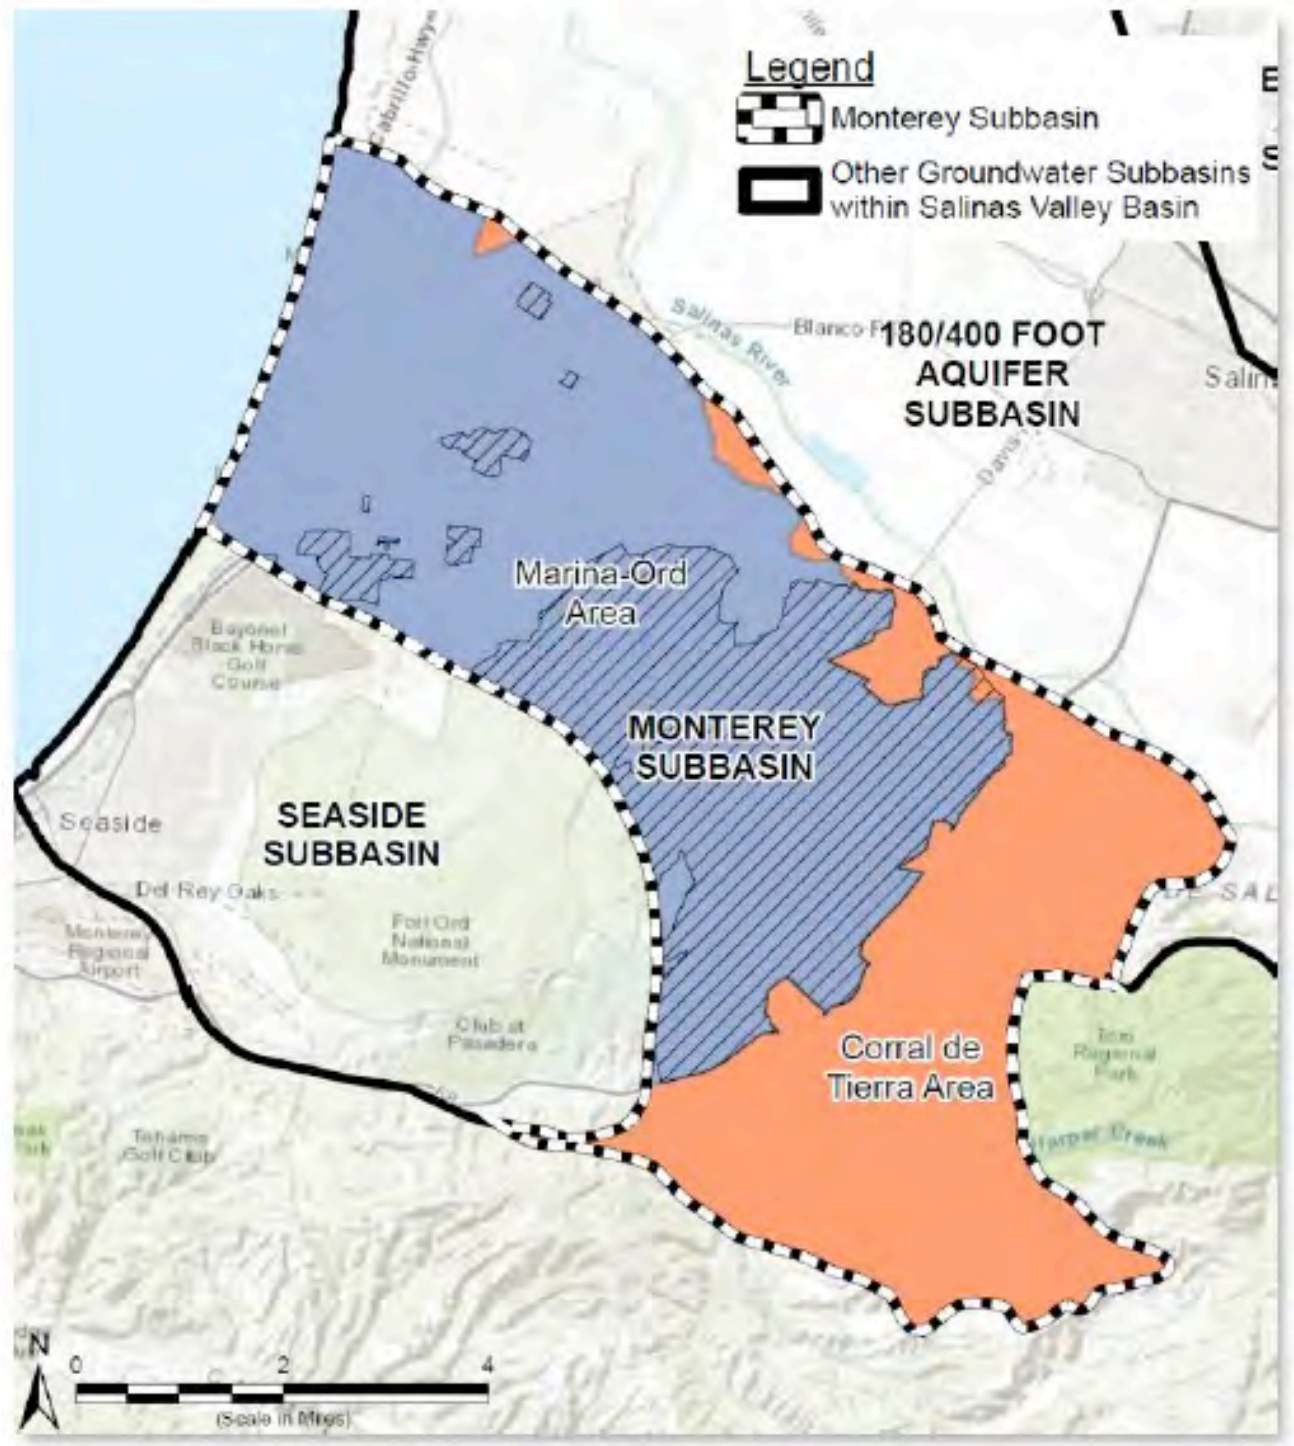 Legend
Monterey Subbasin
Other Groundwater Subbasins
within Salinas Valley Basin
E
S
Cabrillo Hwy
Salinas River
Blanco
180/400 FOOT
AQUIFER
SUBBASIN
Salin
Davis
Marina-Ord
Area
Bayonet
Black Horse
Golf
Course
MONTEREY
SUBBASIN
SEASIDE
SUBBASIN
Seaside
Del Rey Oaks
Monterey
Regional
Airport
Fort Ord
National
Monument
Club at
Pasadera
SAL
Corral de
Tierra Area
Toro
Regional
Park
Harper Creek
Tehama
Golf Club
N
0 2 4
(Scale in Miles)